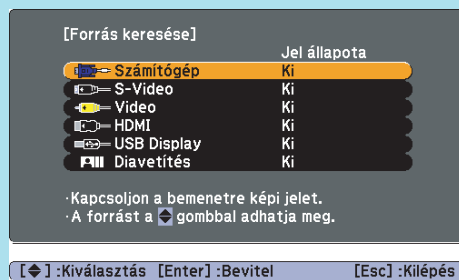 [Forrás keresése]
Jel állapota
Számítógép Ki
S-Video Ki
Video Ki
HDMI Ki
USB Display Ki
Diavetítés Ki
·Kapcsoljon a bemenetre képi jelet.
·A forrást a gombbal adhatja meg.
[ ] :Kiválasztás [Enter] :Bevitel [Esc] :Kilépés